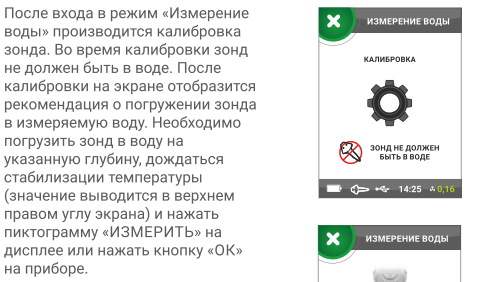 После входа в режим «Измерение
воды» производится калибровка
зонда. Во время калибровки зонд
не должен быть в воде. После
калибровки на экране отобразится
рекомендация о погружении зонда
в измеряемую воду. Необходимо
погрузить зонд в воду на
указанную глубину, дождаться
стабилизации температуры
(значение выводится в верхнем
правом углу экрана) и нажать
пиктограмму «ИЗМЕРИТЬ» на
дисплее или нажать кнопку «ОК»
на приборе.
ИЗМЕРЕНИЕ ВОДЫ
КАЛИБРОВКА
ЗОНД НЕ ДОЛЖЕН
БЫТЬ В ВОДЕ
14:25 0,16
ИЗМЕРЕНИЕ ВОДЫ